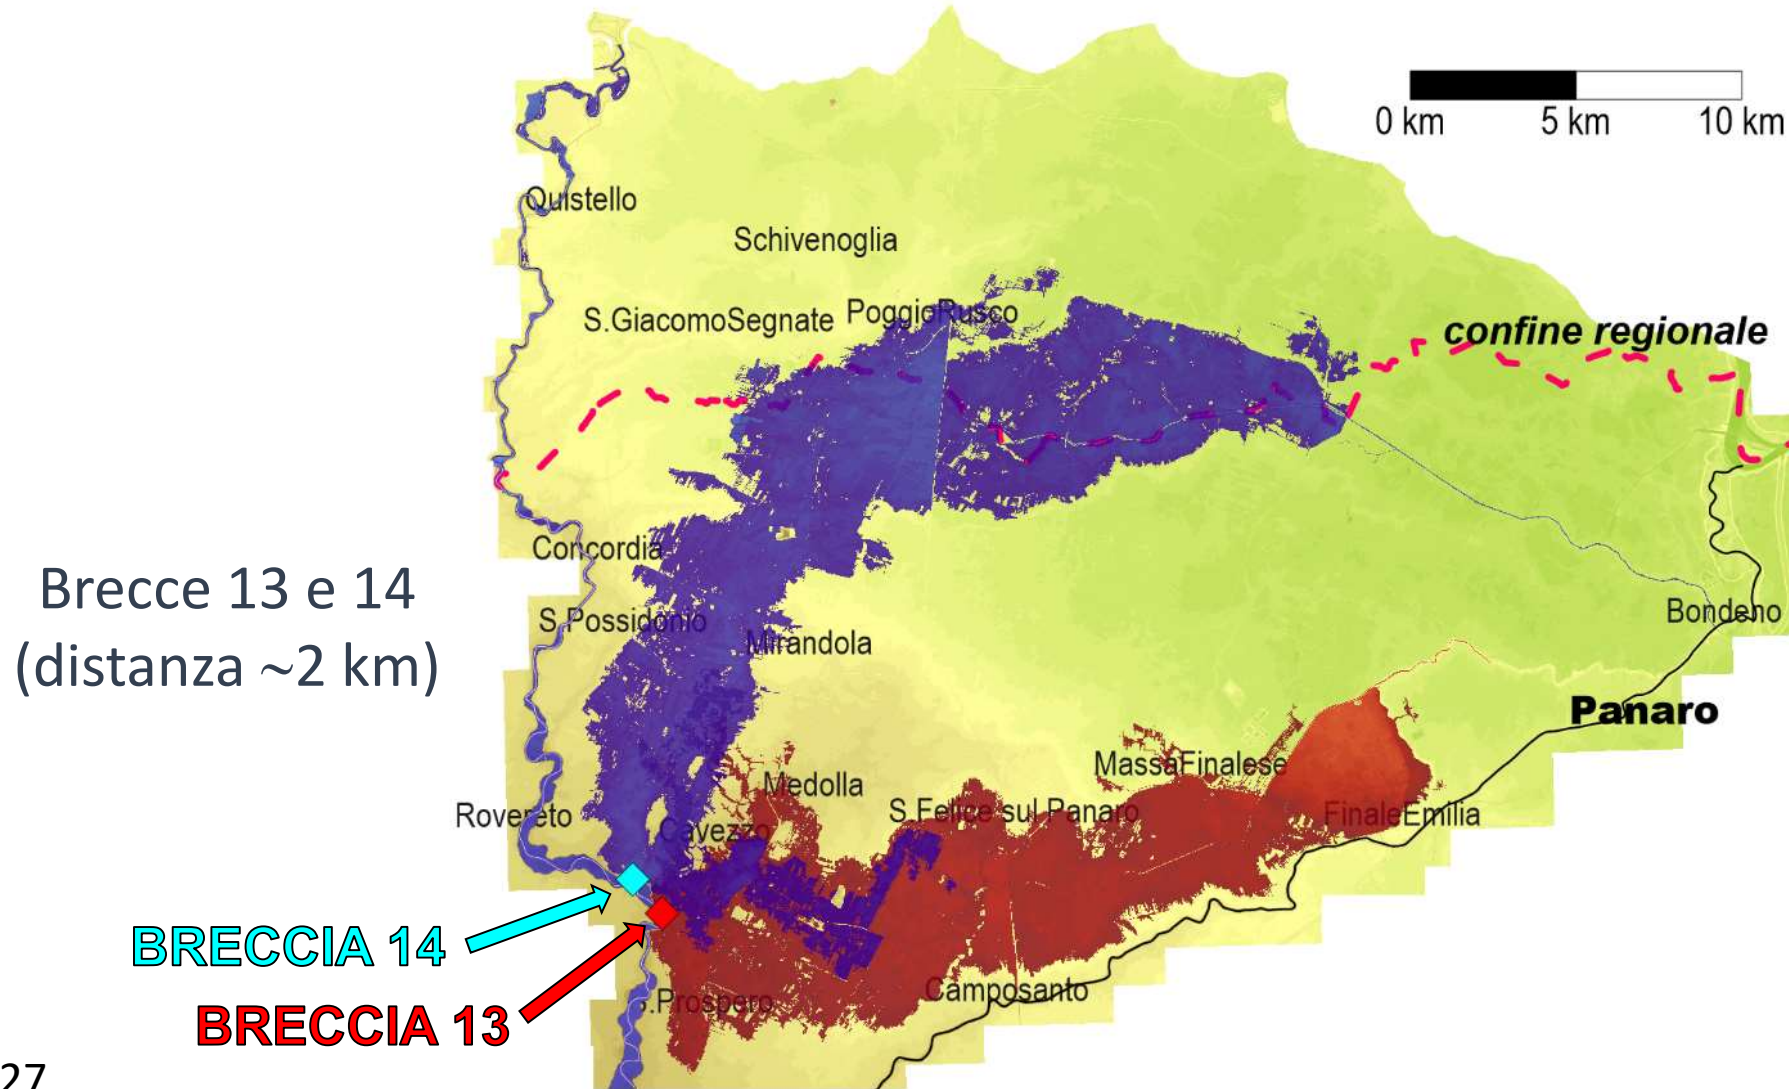 0 km 5 km 10 km
Quistello
Schivenoglia
S.GiacomoSegnate PoggioRusco
confine regionale
Concordia
Brecce 13 e 14
(distanza ~2 km)
S.Possidonio
Mirandola
Bondeno
Panaro
MassaFinalese
Medolla
S.Felice sul Panaro
Rovereto
FinaleEmilia
Cavezzo
BRECCIA 14
Camposanto
S.Prospero
BRECCIA 13
27